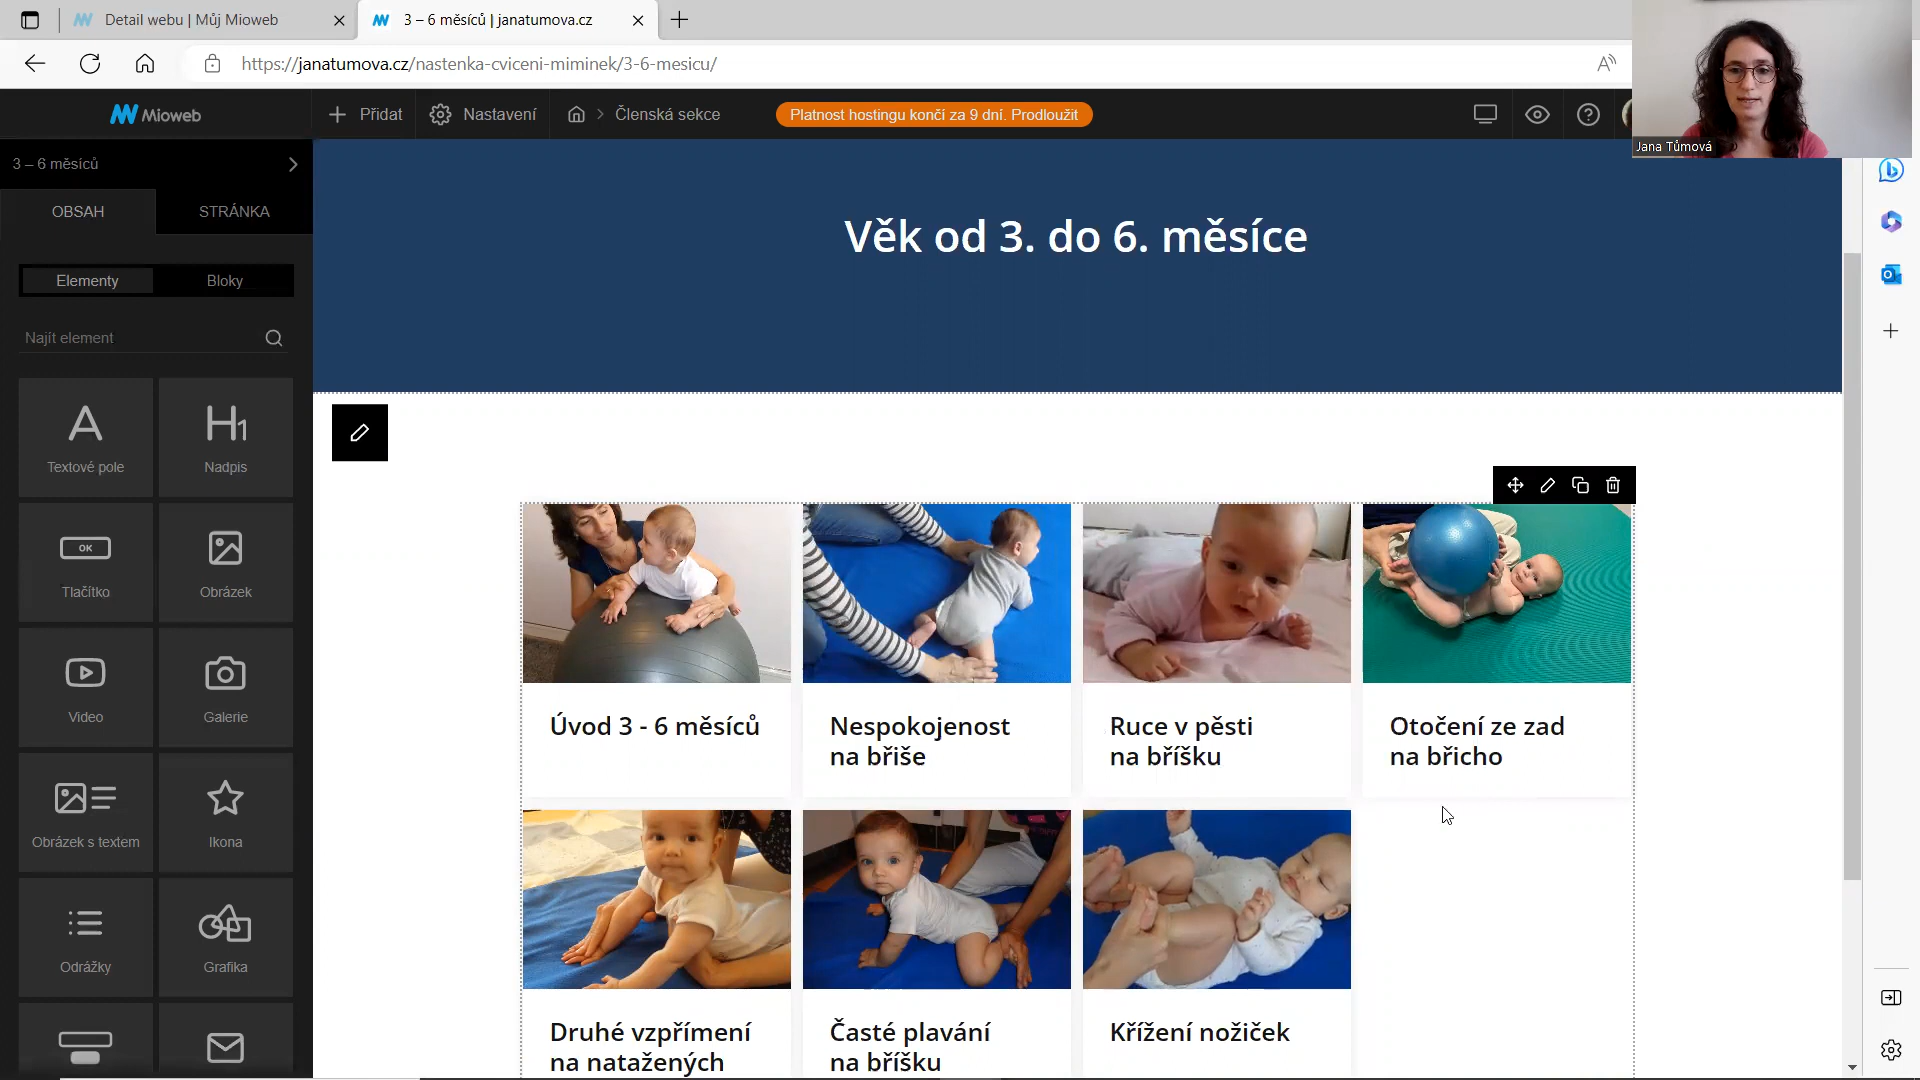 Detail webu | Můj Mioweb
3 – 6 měsíců | janatumova.cz
https://janatumova.cz/nastenka-cviceni-miminek/3-6-mesicu/
Mioweb
Přidat
Nastavení
Členská sekce
Platnost hostingu končí za 9 dní. Prodloužit
Jana Tůmová
3 – 6 měsíců
OBSAH
STRÁNKA
Elementy
Bloky
Najít element
Textové pole
H1
Nadpis
OK
Tlačítko
Obrázek
Video
Galerie
Obrázek s textem
Ikona
Odrážky
Grafika
Věk od 3. do 6. měsíce
Úvod 3 - 6 měsíců
Nespokojenost
na břiše
Ruce v pěsti
na bříšku
Otočení ze zad
na břicho
Druhé vzpřímení
na natažených
Časté plavání
na bříšku
Křížení nožiček